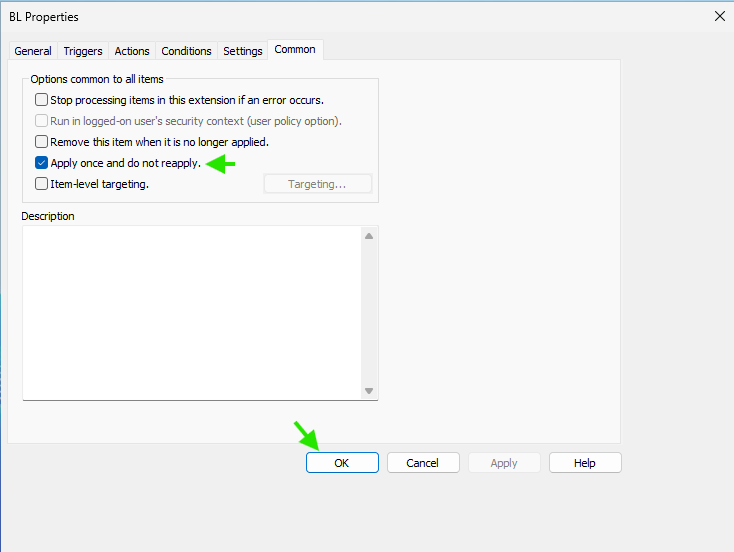 BL Properties
General Triggers Actions Conditions Settings Common
Options common to all items
Stop processing items in this extension if an error occurs.
Run in logged-on user's security context (user policy option).
Remove this item when it is no longer applied.
Apply once and do not reapply.
Item-level targeting. Targeting...
Description
OK Cancel Apply Help